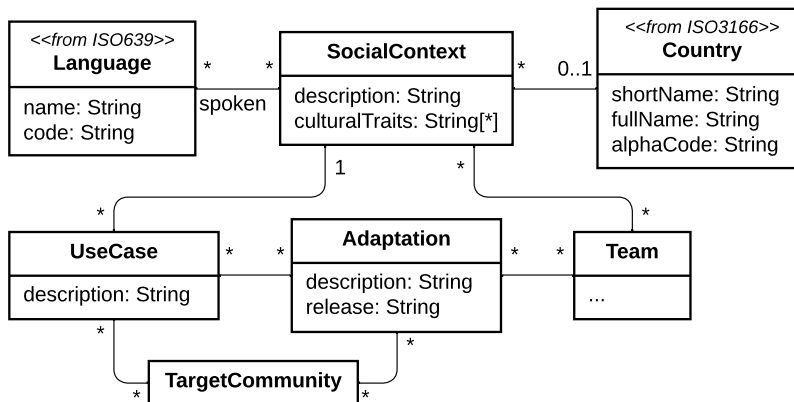 <<from ISO639>>
Language
name: String
code: String
*
*
spoken
SocialContext
description: String
culturalTraits: String[*]
*
0..1
<<from ISO3166>>
Country
shortName: String
fullName: String
alphaCode: String
1
*
*
*
UseCase
description: String
*
*
Adaptation
description: String
release: String
*
*
Team
...
*
*
*
TargetCommunity
*